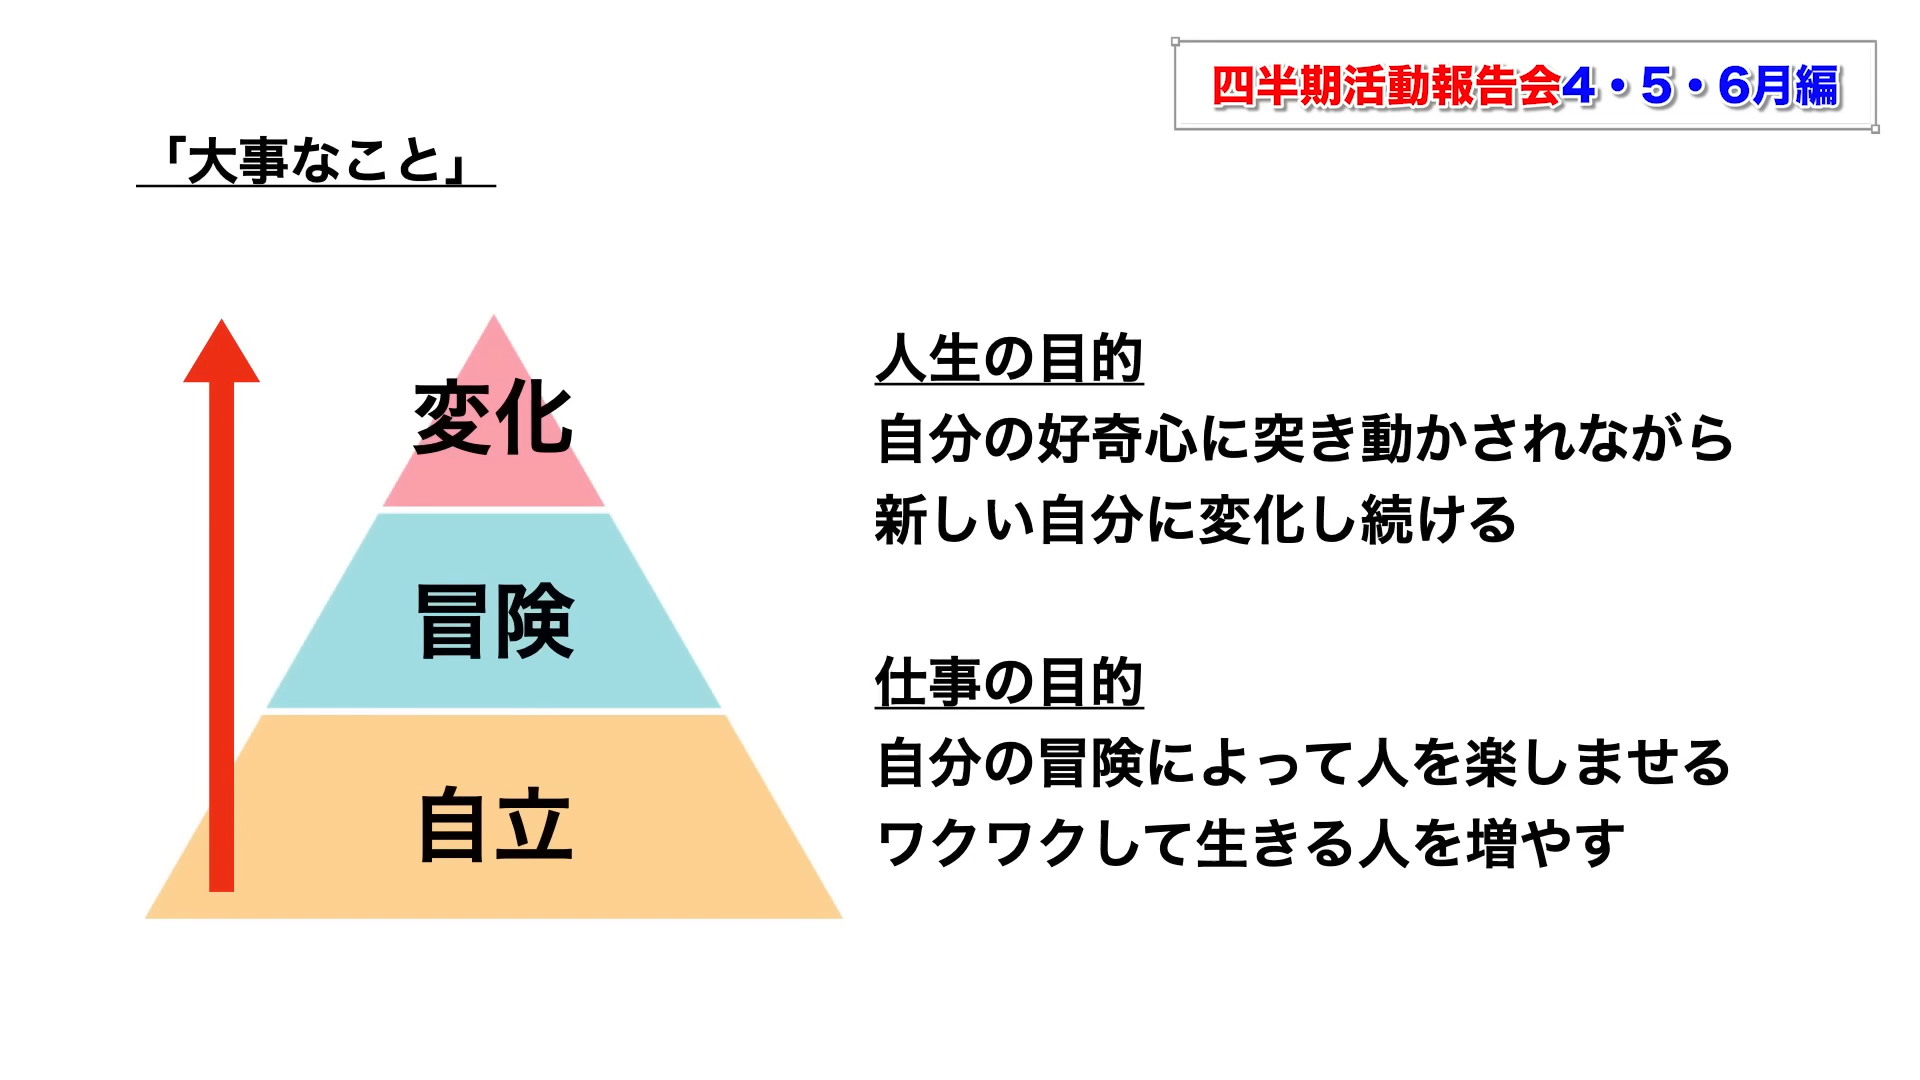 四半期活動報告会4・5・6月編
「大事なこと」
変化
冒険
自立
人生の目的
自分の好奇心に突き動かされながら
新しい自分に変化し続ける
仕事の目的
自分の冒険によって人を楽しませる
ワクワクして生きる人を増やす